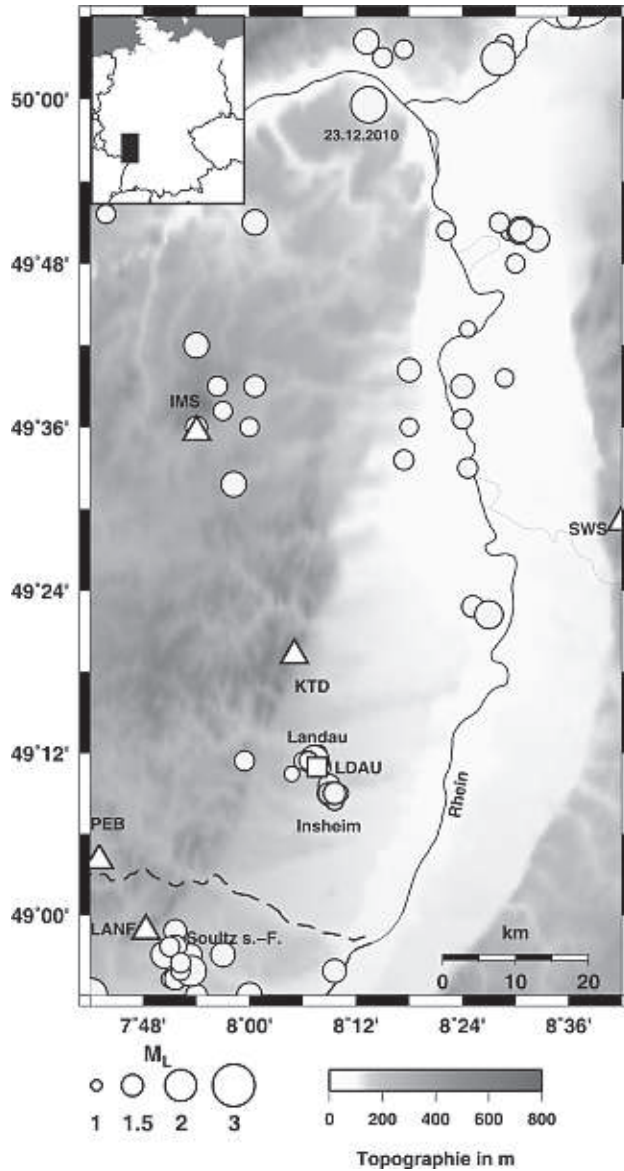 50°00'
23.12.2010
49°48'
IMS
49°36'
SWS
49°24'
KTD
49°12'
Landau
LDAU
Insheim
Rhein
PEB
LANF
49°00'
Soultz s.-F.
km
0 10 20
7°48' 8°00' 8°12' 8°24' 8°36'
ML
1 1.5 2 3
0 200 400 600 800
Topographie in m